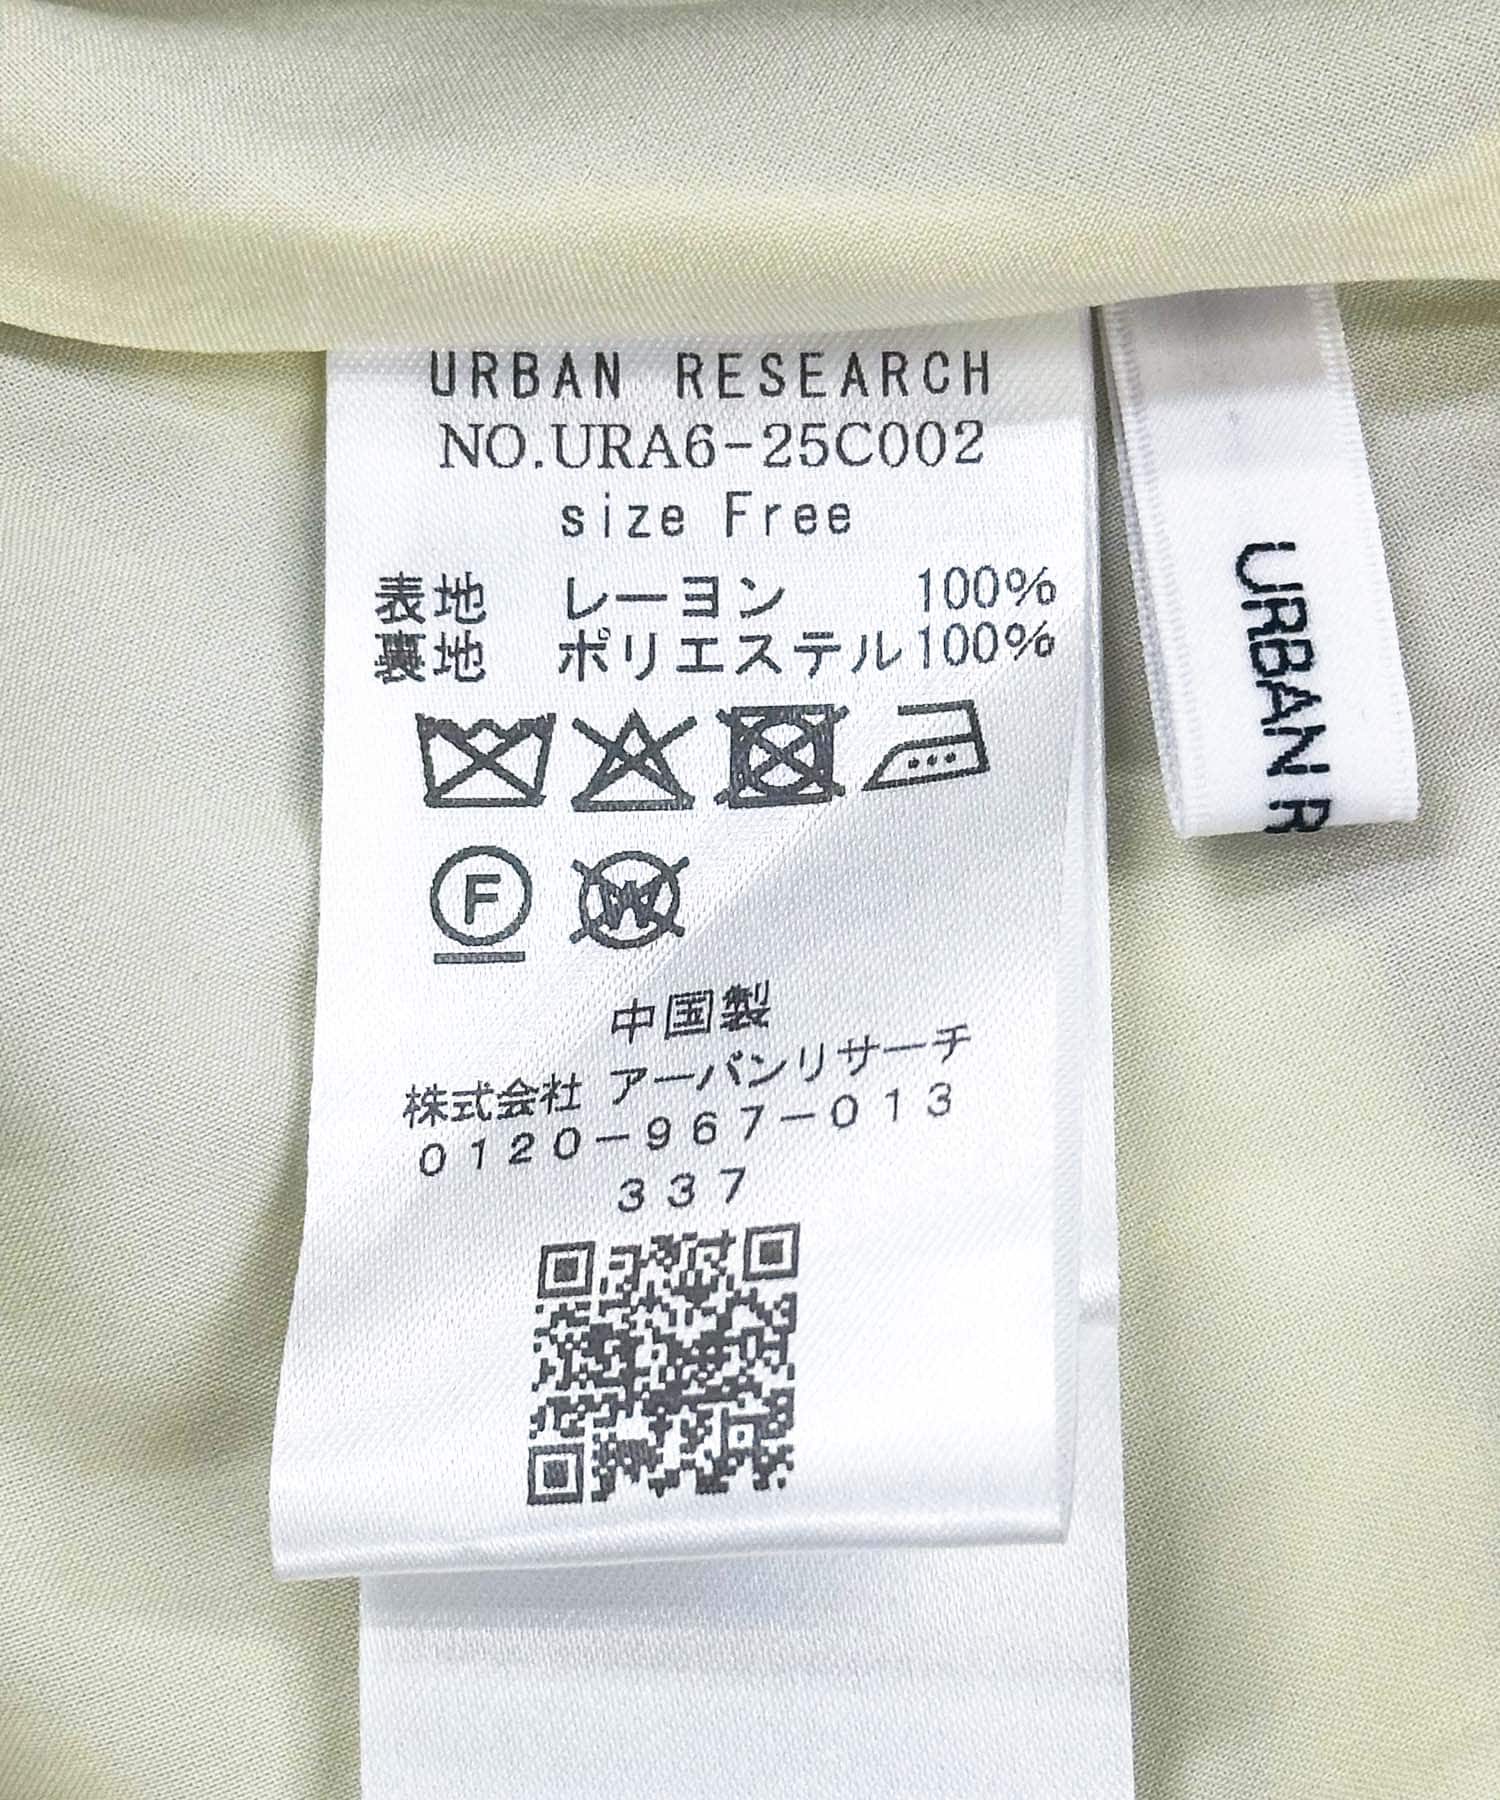 URBAN RESEARCH
NO.URA6-25C002
size Free
表地 レーヨン 100%
裏地 ポリエステル100%
F
W
中国製
株式会社 アーバンリサーチ
0120-967-013
337
URBAN R